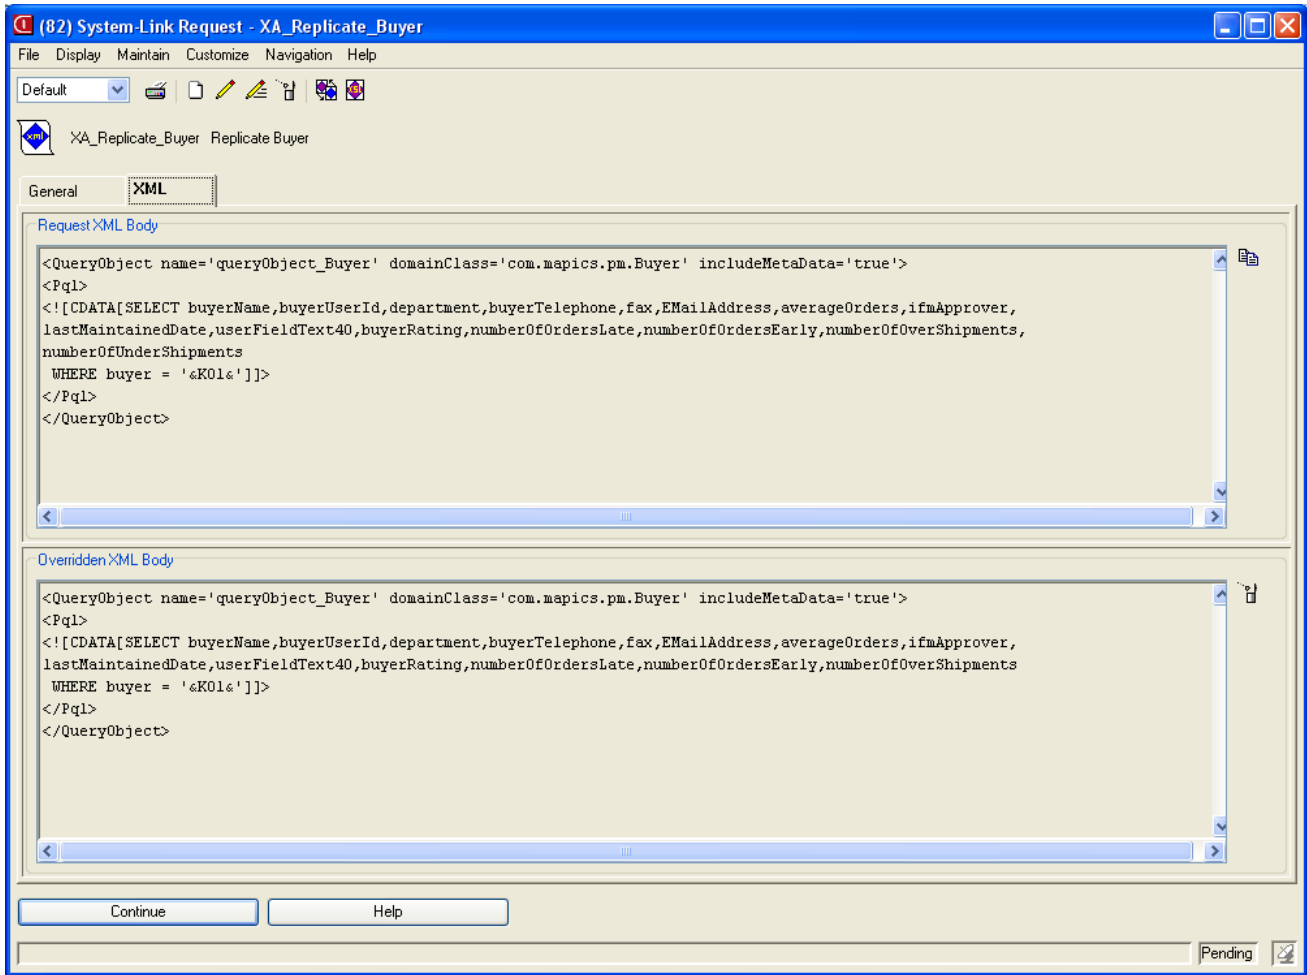 (82) System-Link Request - XA_Replicate_Buyer
File Display Maintain Customize Navigation Help
Default
XA_Replicate_Buyer Replicate Buyer
General XML
Request XML Body
<QueryObject name='queryObject_Buyer' domainClass='com.mapics.pm.Buyer' includeMetaData='true'>
<Pql>
<![CDATA[SELECT buyerName,buyerUserId,department,buyerTelephone,fax,EMailAddress,averageOrders,ifmApprover,
lastMaintainedDate,userFieldText40,buyerRating,numberOfOrdersLate,numberOfOrdersEarly,numberOfOverShipments,
numberOfUnderShipments
WHERE buyer = '&K01&']]>
</Pql>
</QueryObject>
Overridden XML Body
<QueryObject name='queryObject_Buyer' domainClass='com.mapics.pm.Buyer' includeMetaData='true'>
<Pql>
<![CDATA[SELECT buyerName,buyerUserId,department,buyerTelephone,fax,EMailAddress,averageOrders,ifmApprover,
lastMaintainedDate,userFieldText40,buyerRating,numberOfOrdersLate,numberOfOrdersEarly,numberOfOverShipments
WHERE buyer = '&K01&']]>
</Pql>
</QueryObject>
Continue Help
Pending